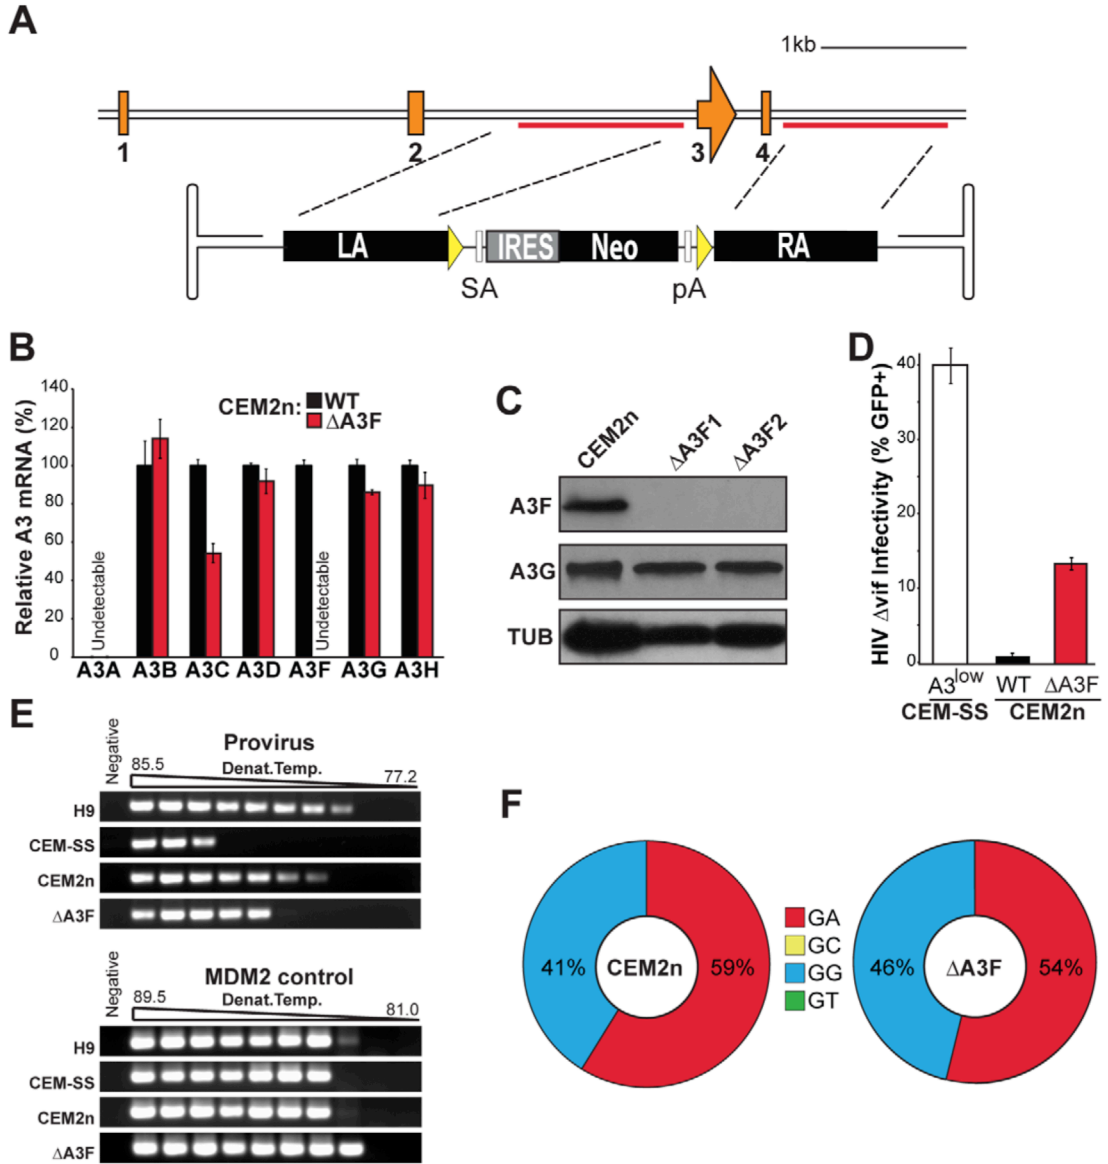 A
1kb
1 2 3 4
LA IRES Neo RA
SA pA
B
Relative A3 mRNA (%)
140
120
100
80
60
40
20
0
CEM2n: WT
ΔA3F
Undetectable
Undetectable
A3A A3B A3C A3D A3F A3G A3H
C
CEM2n ΔA3F1 ΔA3F2
A3F
A3G
TUB
D
HIV Δvif Infectivity (% GFP+)
40
30
20
10
0
A3low WT ΔA3F
CEM-SS CEM2n
E
Negative
Provirus
85.5 Denat.Temp. 77.2
H9
CEM-SS
CEM2n
ΔA3F
Negative
MDM2 control
89.5 Denat.Temp. 81.0
H9
CEM-SS
CEM2n
ΔA3F
F
41% CEM2n 59%
GA
GC
GG
GT
46% ΔA3F 54%